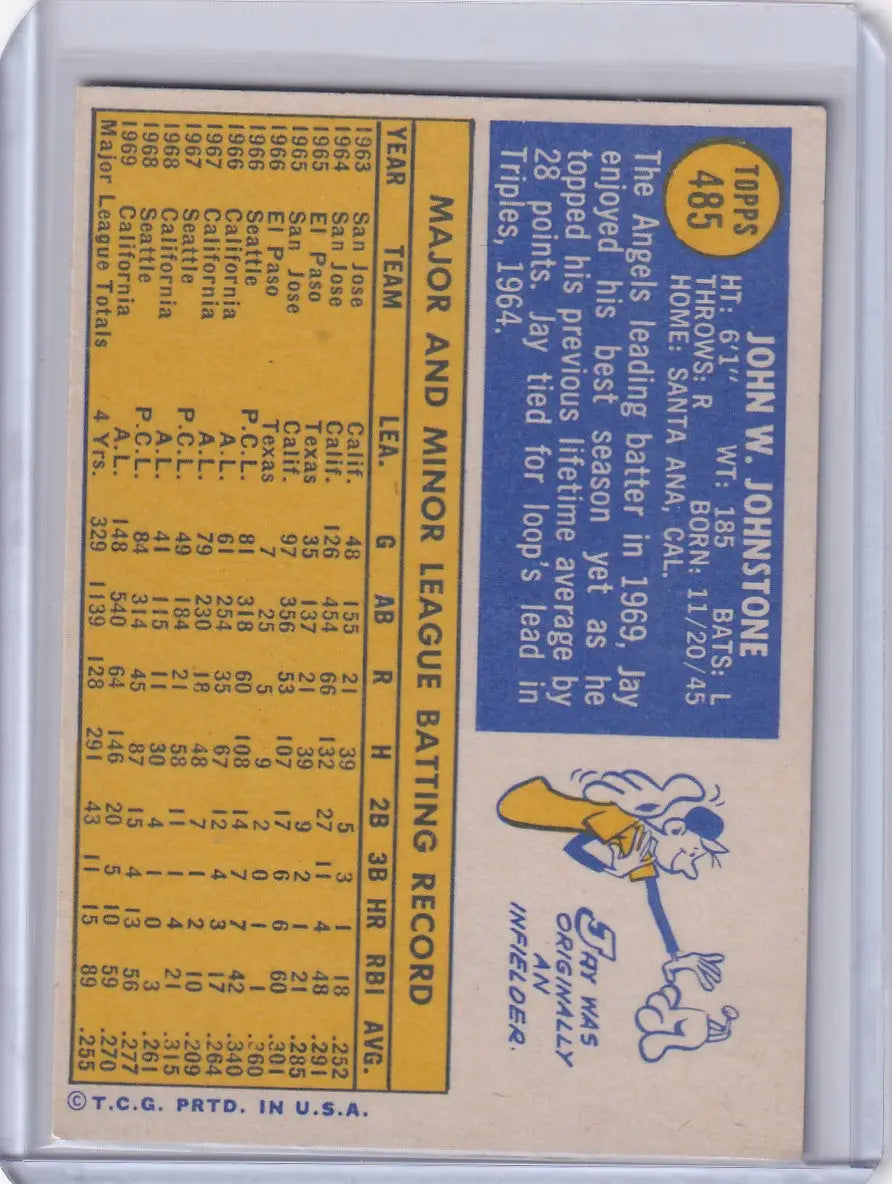 TOPPS
485
JOHN W. JOHNSTONE
HT: 6'1" WT: 185 BATS: L
THROWS: R BORN: 11/20/45
HOME: SANTA ANA, CAL.
The Angels leading batter in 1969, Jay
enjoyed his best season yet as he
topped his previous lifetime average by
28 points. Jay tied for loop's lead in
Triples, 1964.
JAY WAS
ORIGINALLY
AN
INFIELDER.
MAJOR AND MINOR LEAGUE BATTING RECORD
YEAR TEAM LEA. G AB R H 2B 3B HR RBI AVG.
1963 San Jose Calif. 48 155 21 39 5 3 1 18 .252
1964 San Jose Calif. 126 454 66 132 27 11 4 48 .291
1965 El Paso Texas 35 137 21 39 9 2 1 21 .285
1965 San Jose Calif. 97 356 53 107 17 6 6 60 .301
1966 El Paso Texas 7 25 5 9 2 0 1 1 .360
1966 Seattle P.C.L. 81 318 60 108 14 7 7 42 .340
1966 California A.L. 61 254 35 67 12 4 3 17 .264
1967 California A.L. 79 230 18 48 7 1 2 10 .209
1967 Seattle P.C.L. 49 184 21 58 11 1 4 21 .315
1968 California A.L. 41 115 11 30 4 1 0 3 .261
1968 Seattle P.C.L. 84 314 45 87 15 4 13 56 .277
1969 California A.L. 148 540 64 146 20 5 10 59 .270
Major League Totals 4 Yrs. 329 1139 128 291 43 11 15 89 .255
© T.C.G. PRTD. IN U.S.A.